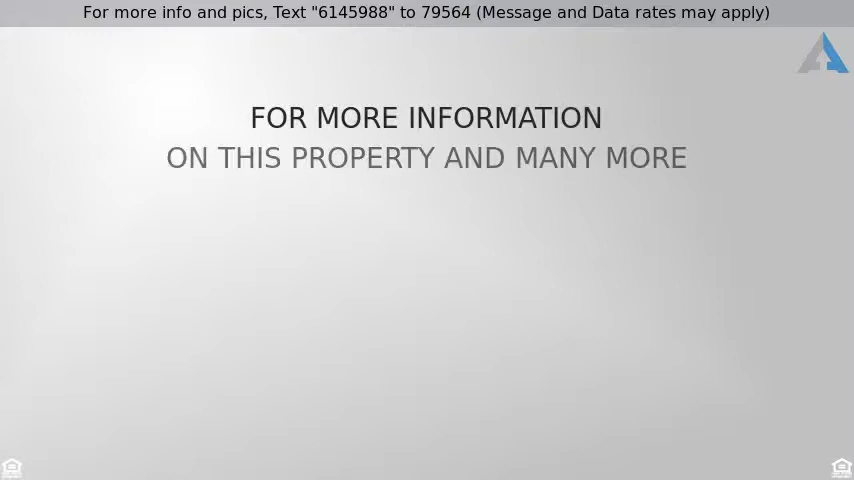 For more info and pics, Text "6145988" to 79564 (Message and Data rates may apply)
FOR MORE INFORMATION
ON THIS PROPERTY AND MANY MORE